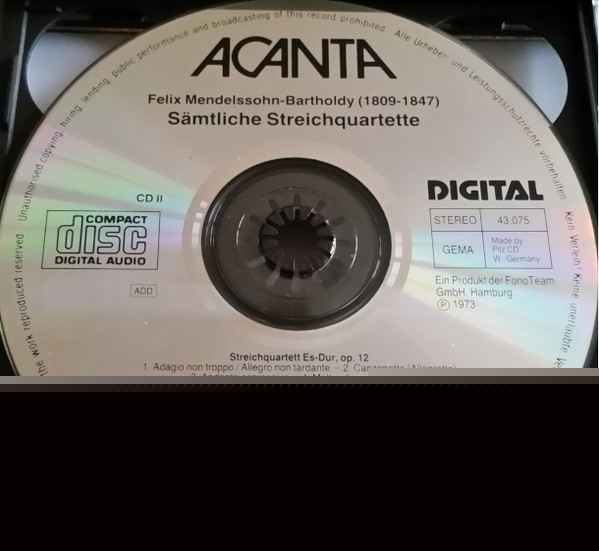 Unauthorised copying, hiring, lending, public performance and broadcasting of this record prohibited
Alle Urheber- und Leistungsschutzrechte vorbehalten
Kein Verleih! Keine unerlaubte
the work reproduced reserved
ACANTA
Felix Mendelssohn-Bartholdy (1809-1847)
Sämtliche Streichquartette
CD II
COMPACT
disc
DIGITAL AUDIO
ADD
DIGITAL
STEREO
43 075
GEMA
Made by
Pilz CD
W.-Germany
Ein Produkt der FonoTeam
GmbH, Hamburg
Ⓟ 1973
Streichquartett Es-Dur, op. 12
1. Adagio non troppo / Allegro non tardante – 2. Canzonetta (Allegretto)